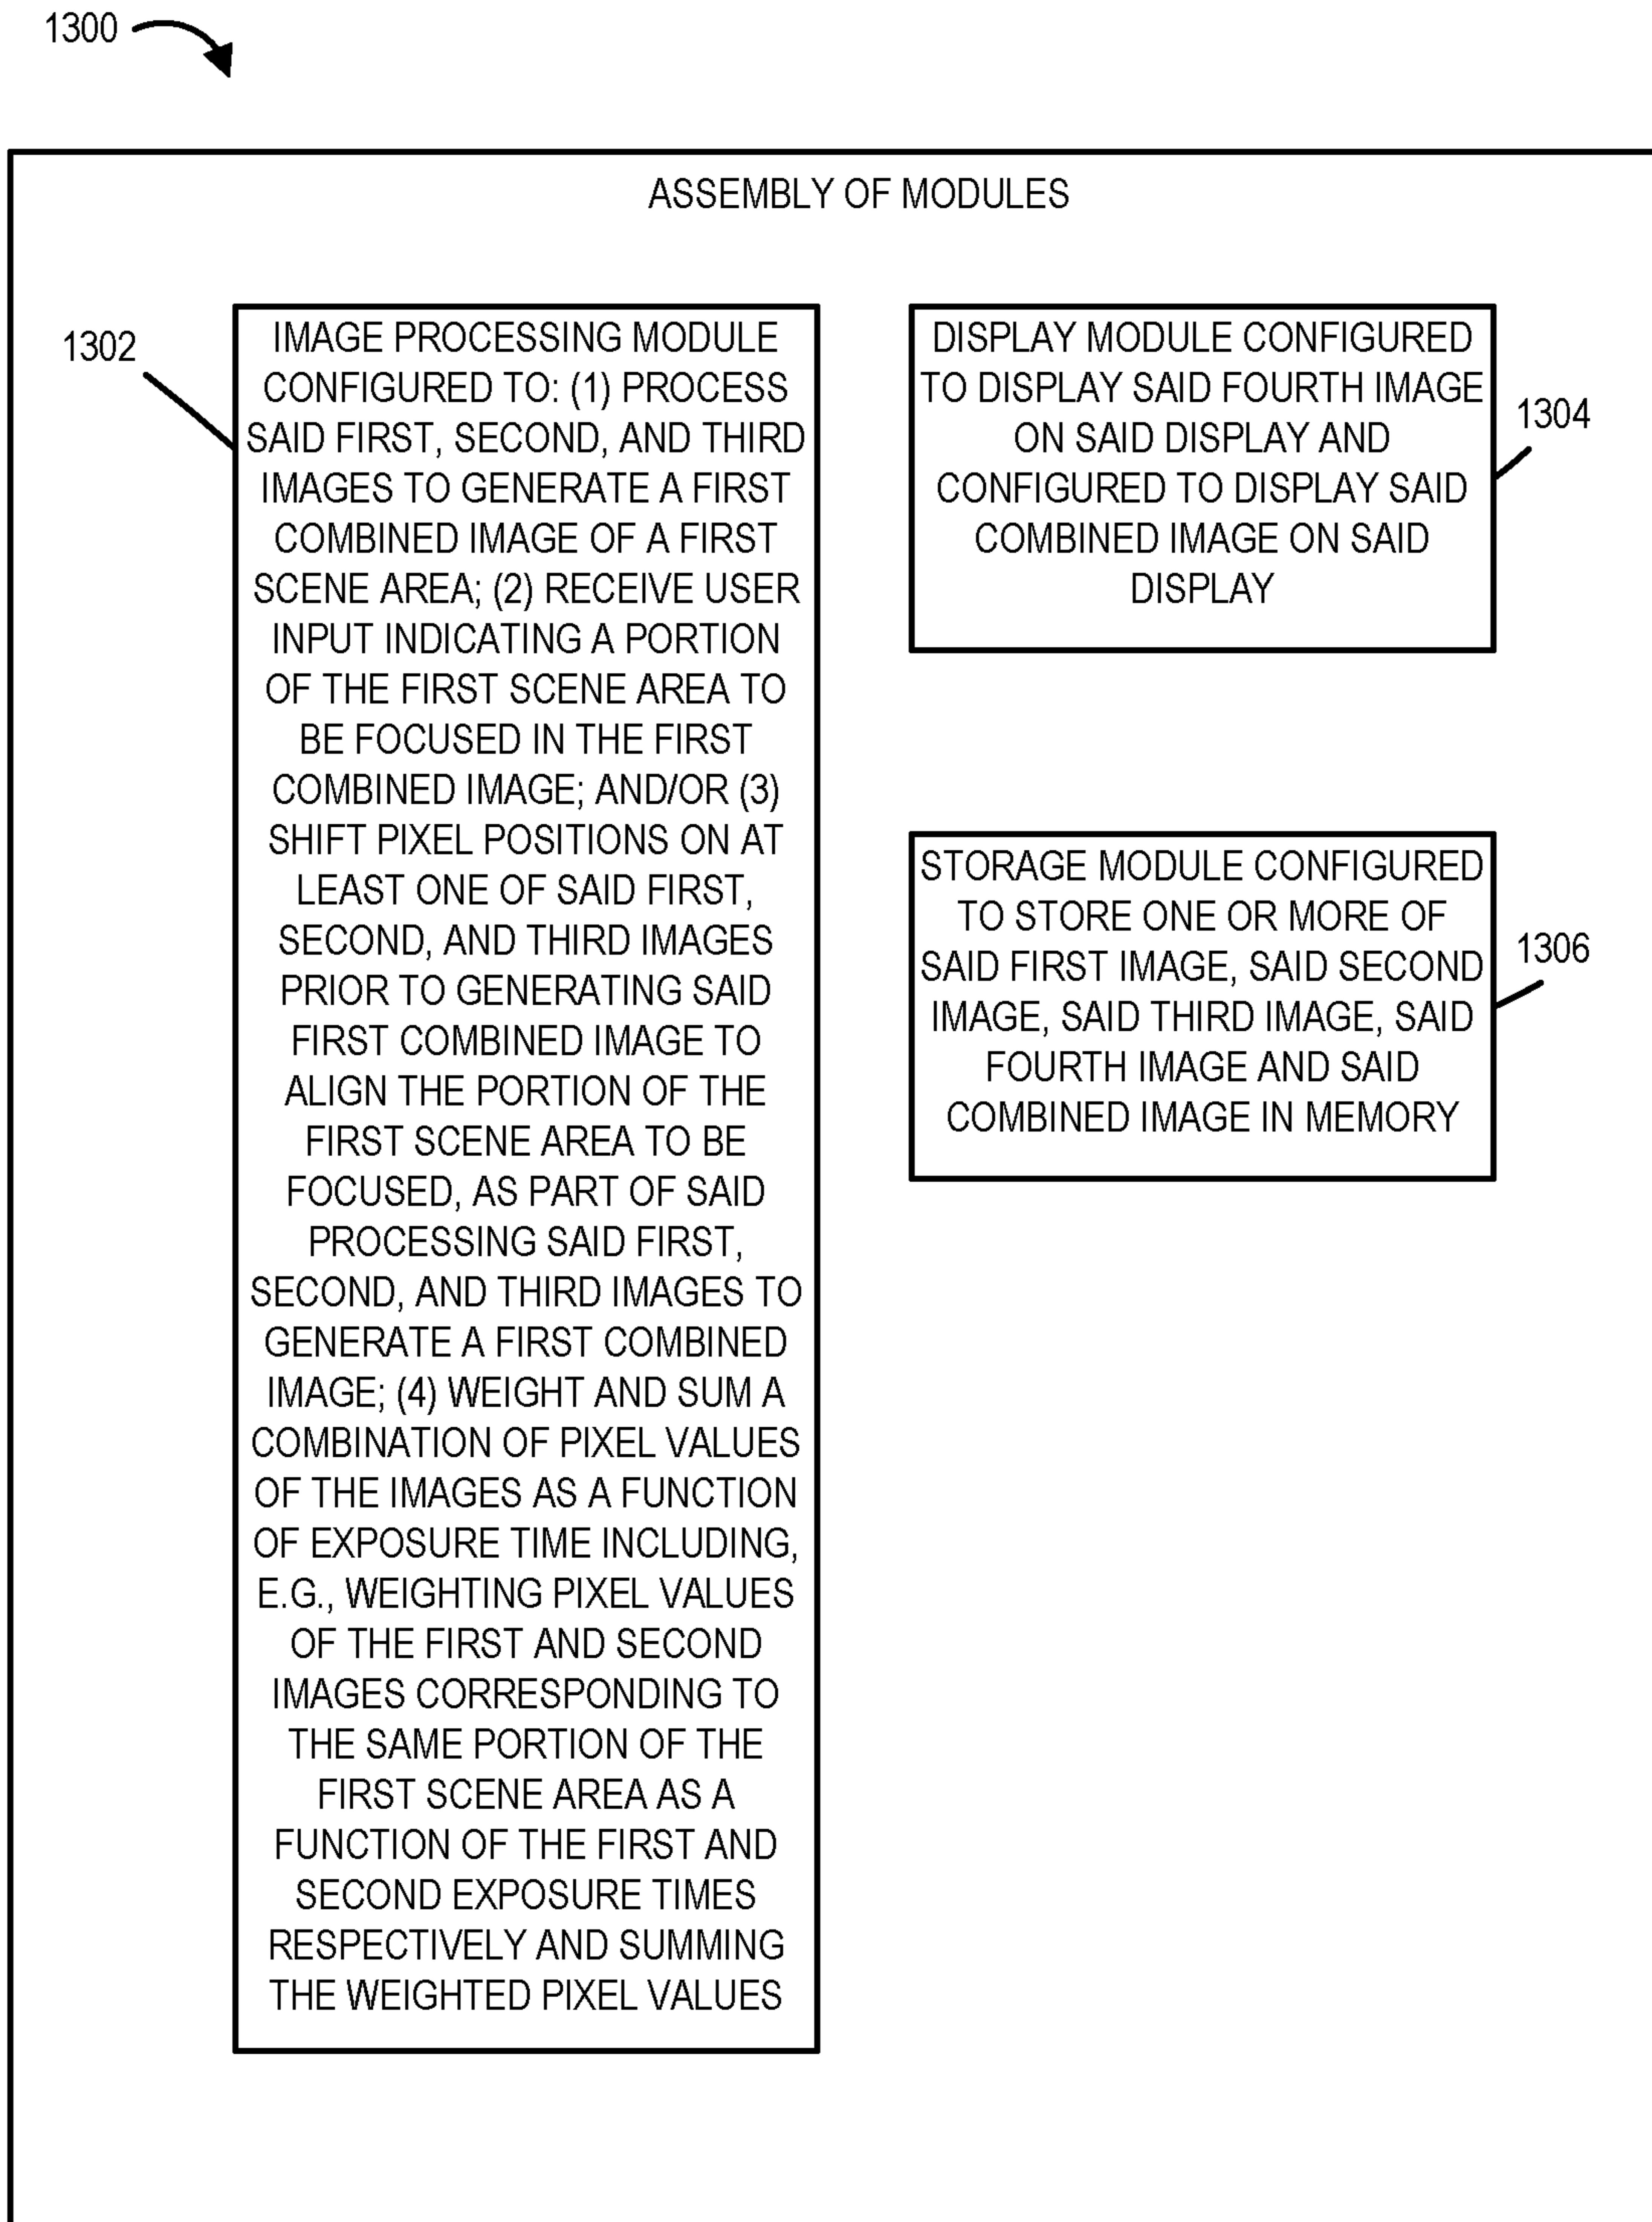 1300
ASSEMBLY OF MODULES
1302
IMAGE PROCESSING MODULE
CONFIGURED TO: (1) PROCESS
SAID FIRST, SECOND, AND THIRD
IMAGES TO GENERATE A FIRST
COMBINED IMAGE OF A FIRST
SCENE AREA; (2) RECEIVE USER
INPUT INDICATING A PORTION
OF THE FIRST SCENE AREA TO
BE FOCUSED IN THE FIRST
COMBINED IMAGE; AND/OR (3)
SHIFT PIXEL POSITIONS ON AT
LEAST ONE OF SAID FIRST,
SECOND, AND THIRD IMAGES
PRIOR TO GENERATING SAID
FIRST COMBINED IMAGE TO
ALIGN THE PORTION OF THE
FIRST SCENE AREA TO BE
FOCUSED, AS PART OF SAID
PROCESSING SAID FIRST,
SECOND, AND THIRD IMAGES TO
GENERATE A FIRST COMBINED
IMAGE; (4) WEIGHT AND SUM A
COMBINATION OF PIXEL VALUES
OF THE IMAGES AS A FUNCTION
OF EXPOSURE TIME INCLUDING,
E.G., WEIGHTING PIXEL VALUES
OF THE FIRST AND SECOND
IMAGES CORRESPONDING TO
THE SAME PORTION OF THE
FIRST SCENE AREA AS A
FUNCTION OF THE FIRST AND
SECOND EXPOSURE TIMES
RESPECTIVELY AND SUMMING
THE WEIGHTED PIXEL VALUES
DISPLAY MODULE CONFIGURED
TO DISPLAY SAID FOURTH IMAGE
ON SAID DISPLAY AND
CONFIGURED TO DISPLAY SAID
COMBINED IMAGE ON SAID
DISPLAY
1304
STORAGE MODULE CONFIGURED
TO STORE ONE OR MORE OF
SAID FIRST IMAGE, SAID SECOND
IMAGE, SAID THIRD IMAGE, SAID
FOURTH IMAGE AND SAID
COMBINED IMAGE IN MEMORY
1306